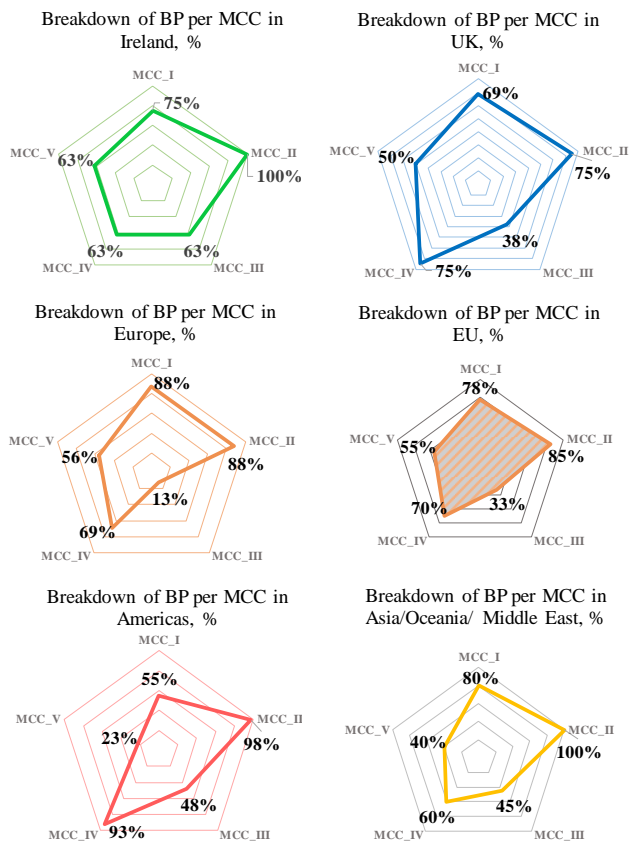 Breakdown of BP per MCC in
Ireland, %
MCC_I
75%
MCC_V
63%
MCC_II
100%
63%
63%
MCC_IV
MCC_III
Breakdown of BP per MCC in
UK, %
MCC_I
69%
MCC_V
50%
MCC_II
75%
38%
MCC_IV
75%
MCC_III
Breakdown of BP per MCC in
Europe, %
MCC_I
88%
MCC_V
56%
MCC_II
88%
13%
69%
MCC_IV
MCC_III
Breakdown of BP per MCC in
EU, %
MCC_I
78%
MCC_V
55%
MCC_II
85%
33%
70%
MCC_IV
MCC_III
Breakdown of BP per MCC in
Americas, %
MCC_I
55%
MCC_V
23%
MCC_II
98%
48%
MCC_IV
93%
MCC_III
Breakdown of BP per MCC in
Asia/Oceania/ Middle East, %
MCC_I
80%
MCC_V
40%
MCC_II
100%
45%
60%
MCC_IV
MCC_III